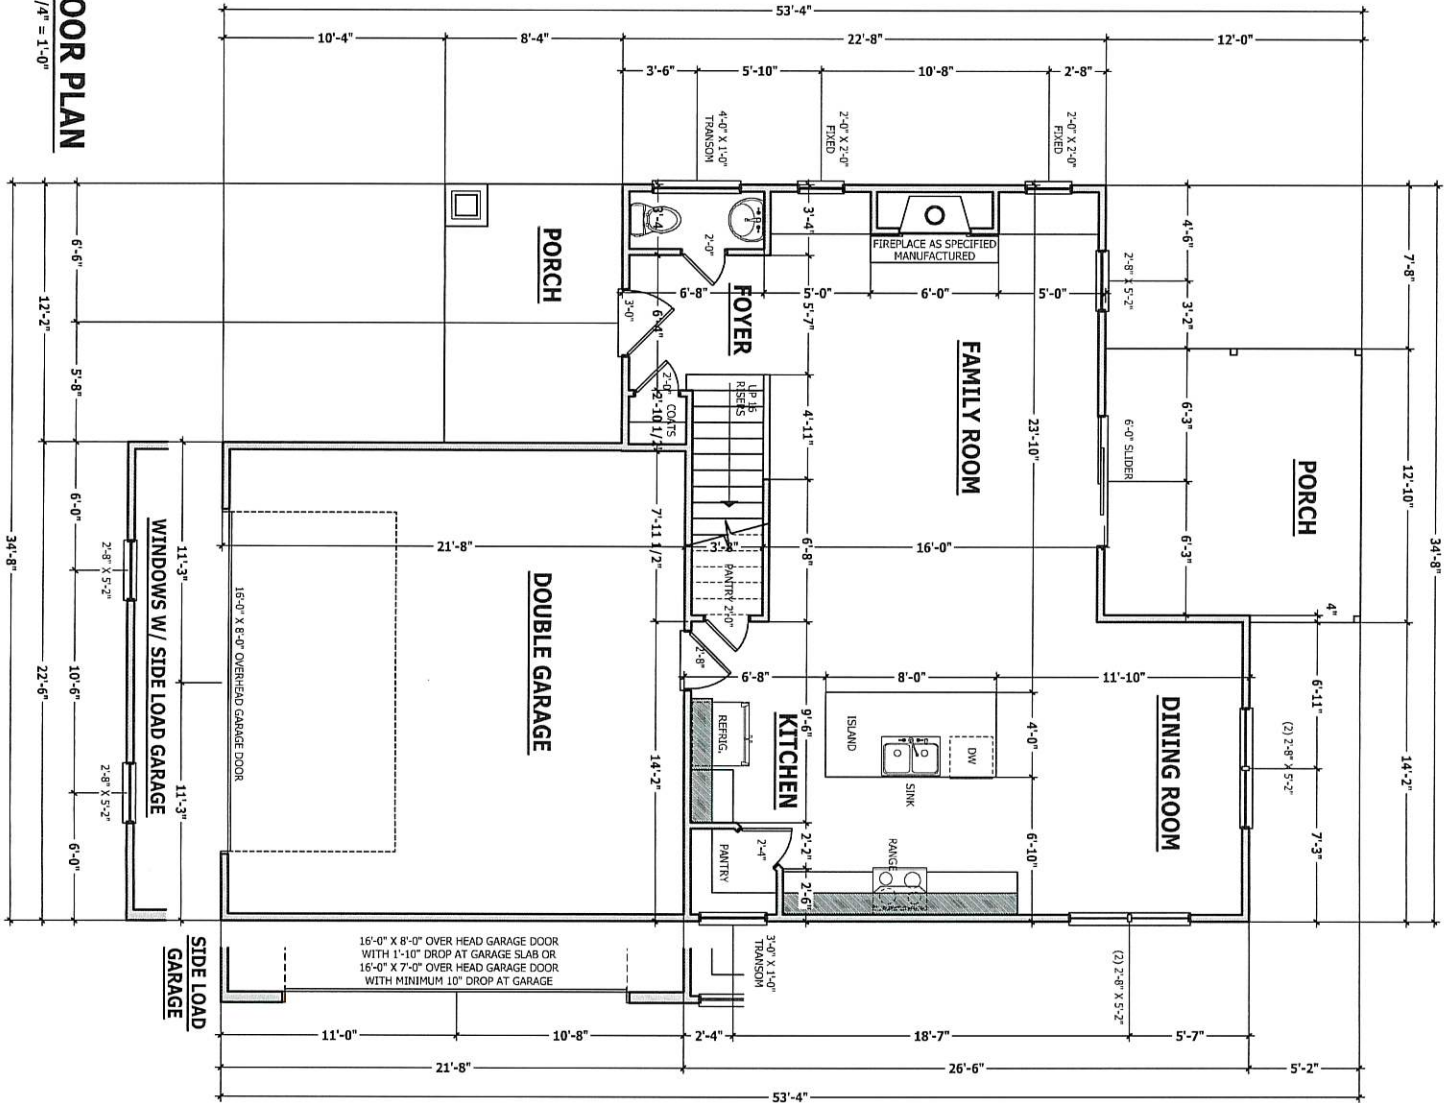 OOR PLAN
/4" = 1'-0"
53'-4"
10'-4"
8'-4"
22'-8"
12'-0"
3'-6"
5'-10"
10'-8"
2'-8"
4'-0" X 1'-0"
TRANSOM
2'-0" X 2'-0"
FIXED
2'-0" X 2'-0"
FIXED
PORCH
3'-4"
2'-0"
3'-4"
FIREPLACE AS SPECIFIED
MANUFACTURED
6'-8"
5'-0"
6'-0"
5'-0"
FOYER
3'-0"
6'-4"
5'-7"
2'-0"
COATS
2'-10 1/2"
UP 16
RISERS
4'-11"
FAMILY ROOM
23'-10"
2'-8" X 5'-2"
4'-6"
3'-2"
6'-3"
6'-3"
6'-0" SLIDER
PORCH
4"
7'-8"
12'-10"
14'-2"
34'-8"
6'-6"
5'-8"
12'-2"
6'-0"
10'-6"
6'-0"
22'-6"
34'-8"
11'-3"
11'-3"
2'-8" X 5'-2"
2'-8" X 5'-2"
WINDOWS W/ SIDE LOAD GARAGE
21'-8"
3'-8"
16'-0"
7'-11 1/2"
6'-8"
PANTRY 2'-0"
16'-0" X 8'-0" OVERHEAD GARAGE DOOR
DOUBLE GARAGE
14'-2"
2'-8"
6'-8"
8'-0"
11'-10"
REFRIG.
KITCHEN
9'-6"
ISLAND
DW
SINK
4'-0"
6'-10"
DINING ROOM
6'-11"
7'-3"
(2) 2'-8" X 5'-2"
RANGE
PANTRY
2'-4"
2'-2"
2'-6"
3'-0" X 1'-0"
TRANSOM
(2) 2'-8" X 5'-2"
16'-0" X 8'-0" OVER HEAD GARAGE DOOR
WITH 1'-10" DROP AT GARAGE SLAB OR
16'-0" X 7'-0" OVER HEAD GARAGE DOOR
WITH MINIMUM 10" DROP AT GARAGE
SIDE LOAD
GARAGE
11'-0"
10'-8"
2'-4"
18'-7"
5'-7"
21'-8"
26'-6"
5'-2"
53'-4"